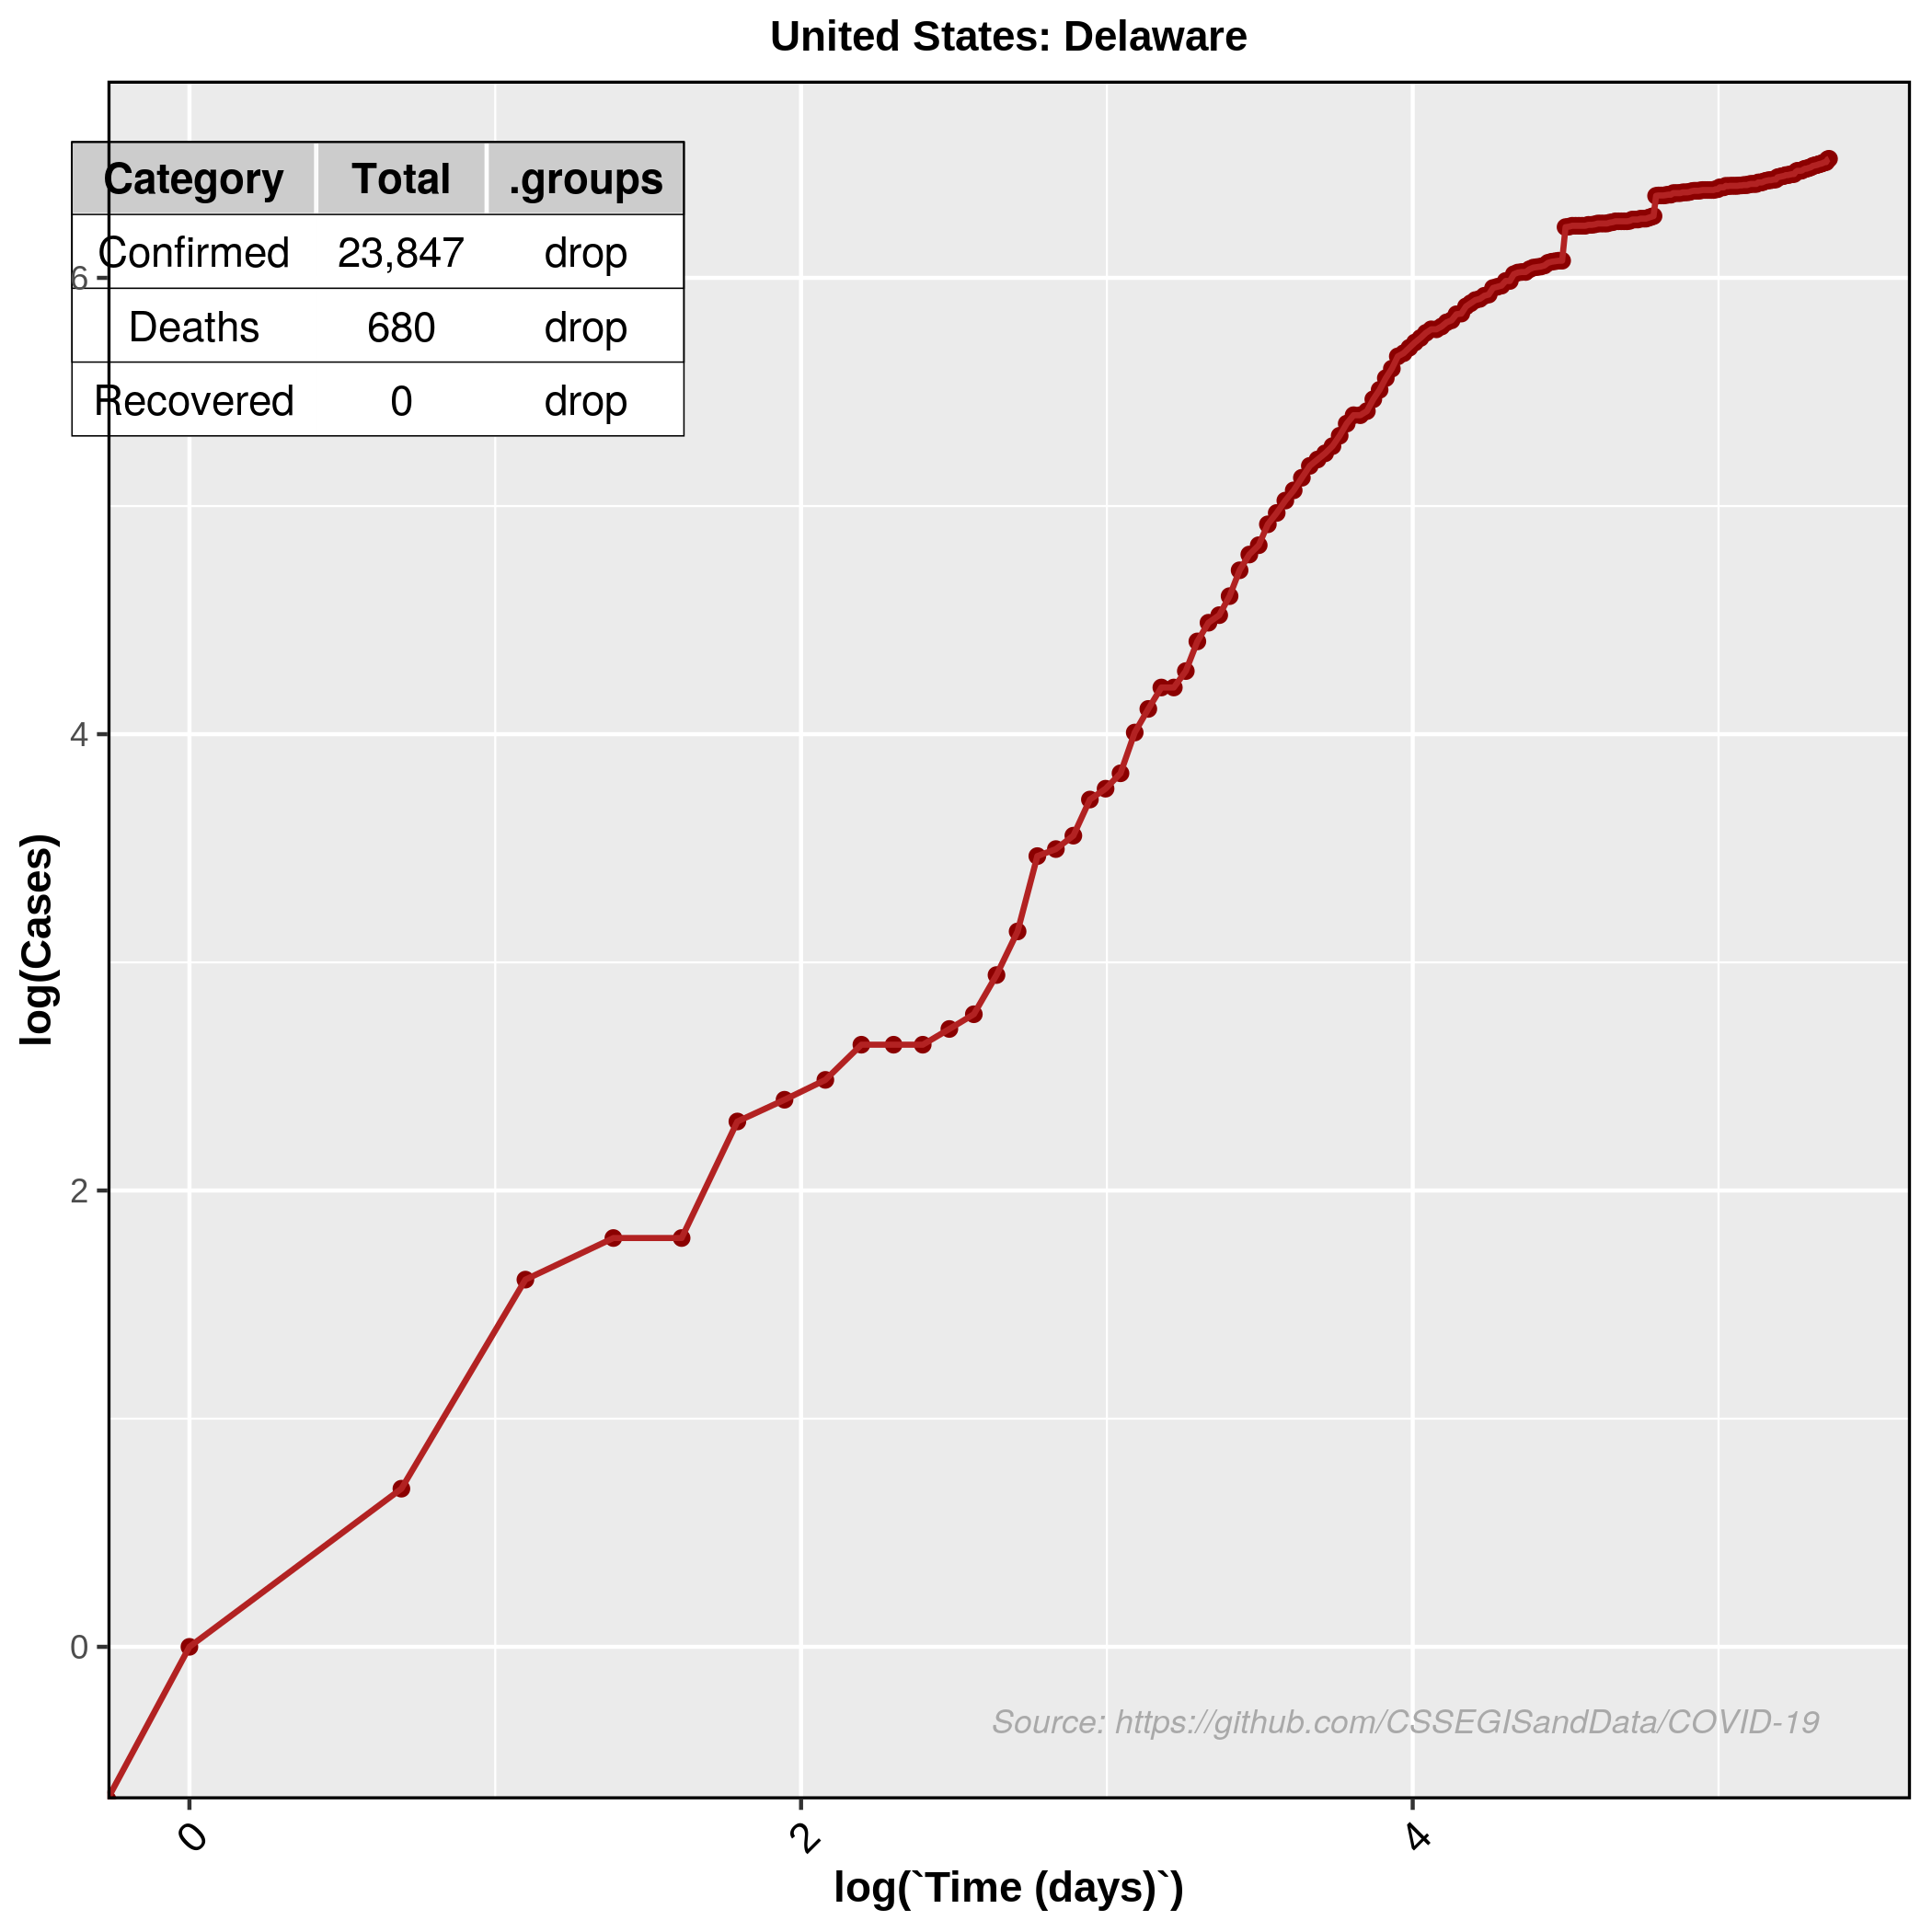 United States: Delaware
Category Total .groups
Confirmed 23,847 drop
Deaths 680 drop
Recovered 0 drop
6
4
2
0
log(Cases)
Source: https://github.com/CSSEGISandData/COVID-19
0 2 4
log(`Time (days)`)